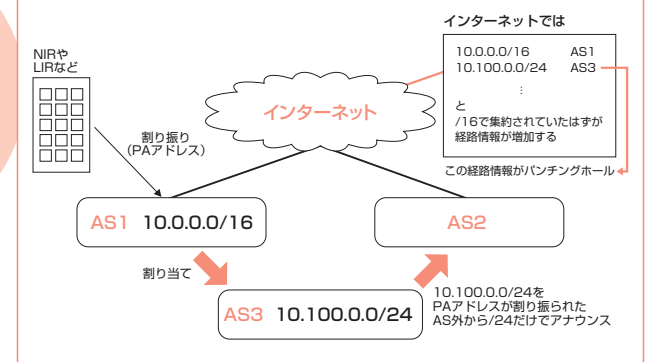 インターネットでは
10.0.0.0/16 AS1
10.100.0.0/24 AS3
⋮
と
/16で集約されていたはずが
経路情報が増加する
この経路情報がパンチングホール
NIRや
LIRなど
インターネット
割り振り
(PAアドレス)
AS1 10.0.0.0/16
AS2
割り当て
AS3 10.100.0.0/24
10.100.0.0/24を
PAアドレスが割り振られた
AS外から/24だけでアナウンス